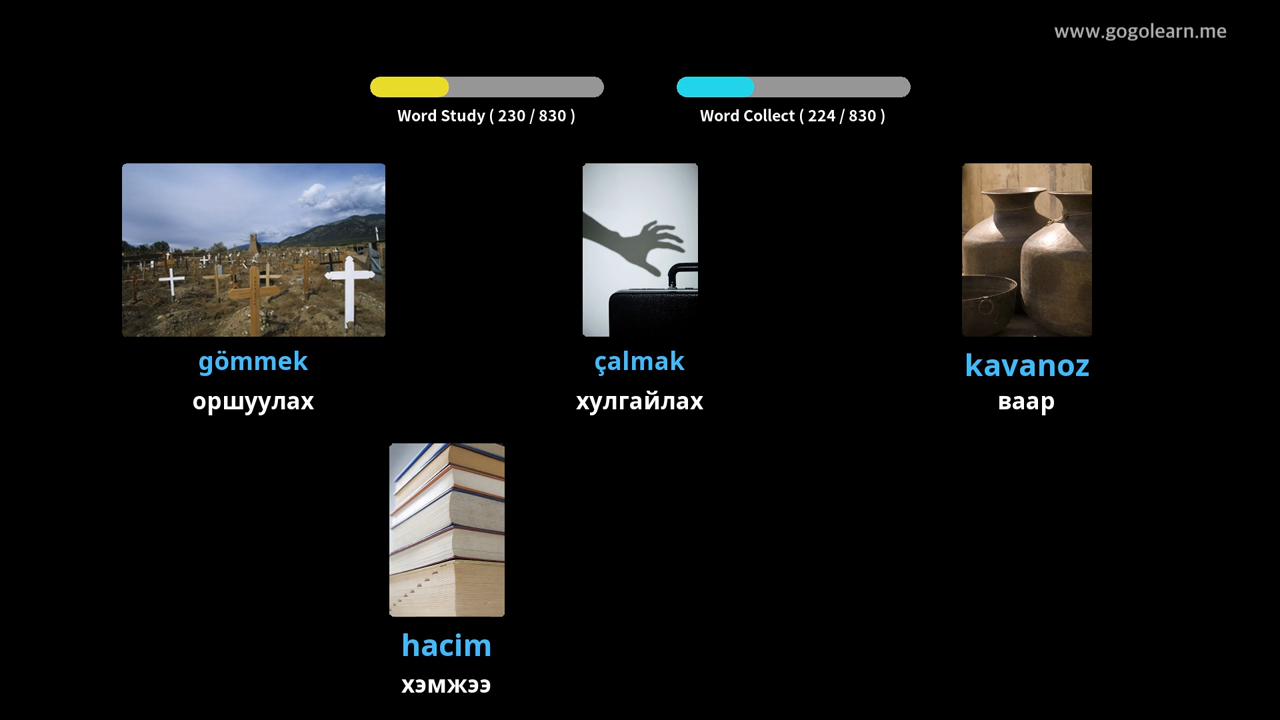 www.gogolearn.me
Word Study ( 230 / 830 )
Word Collect ( 224 / 830 )
gömmek
оршуулах
çalmak
хулгайлах
kavanoz
ваар
hacim
хэмжээ